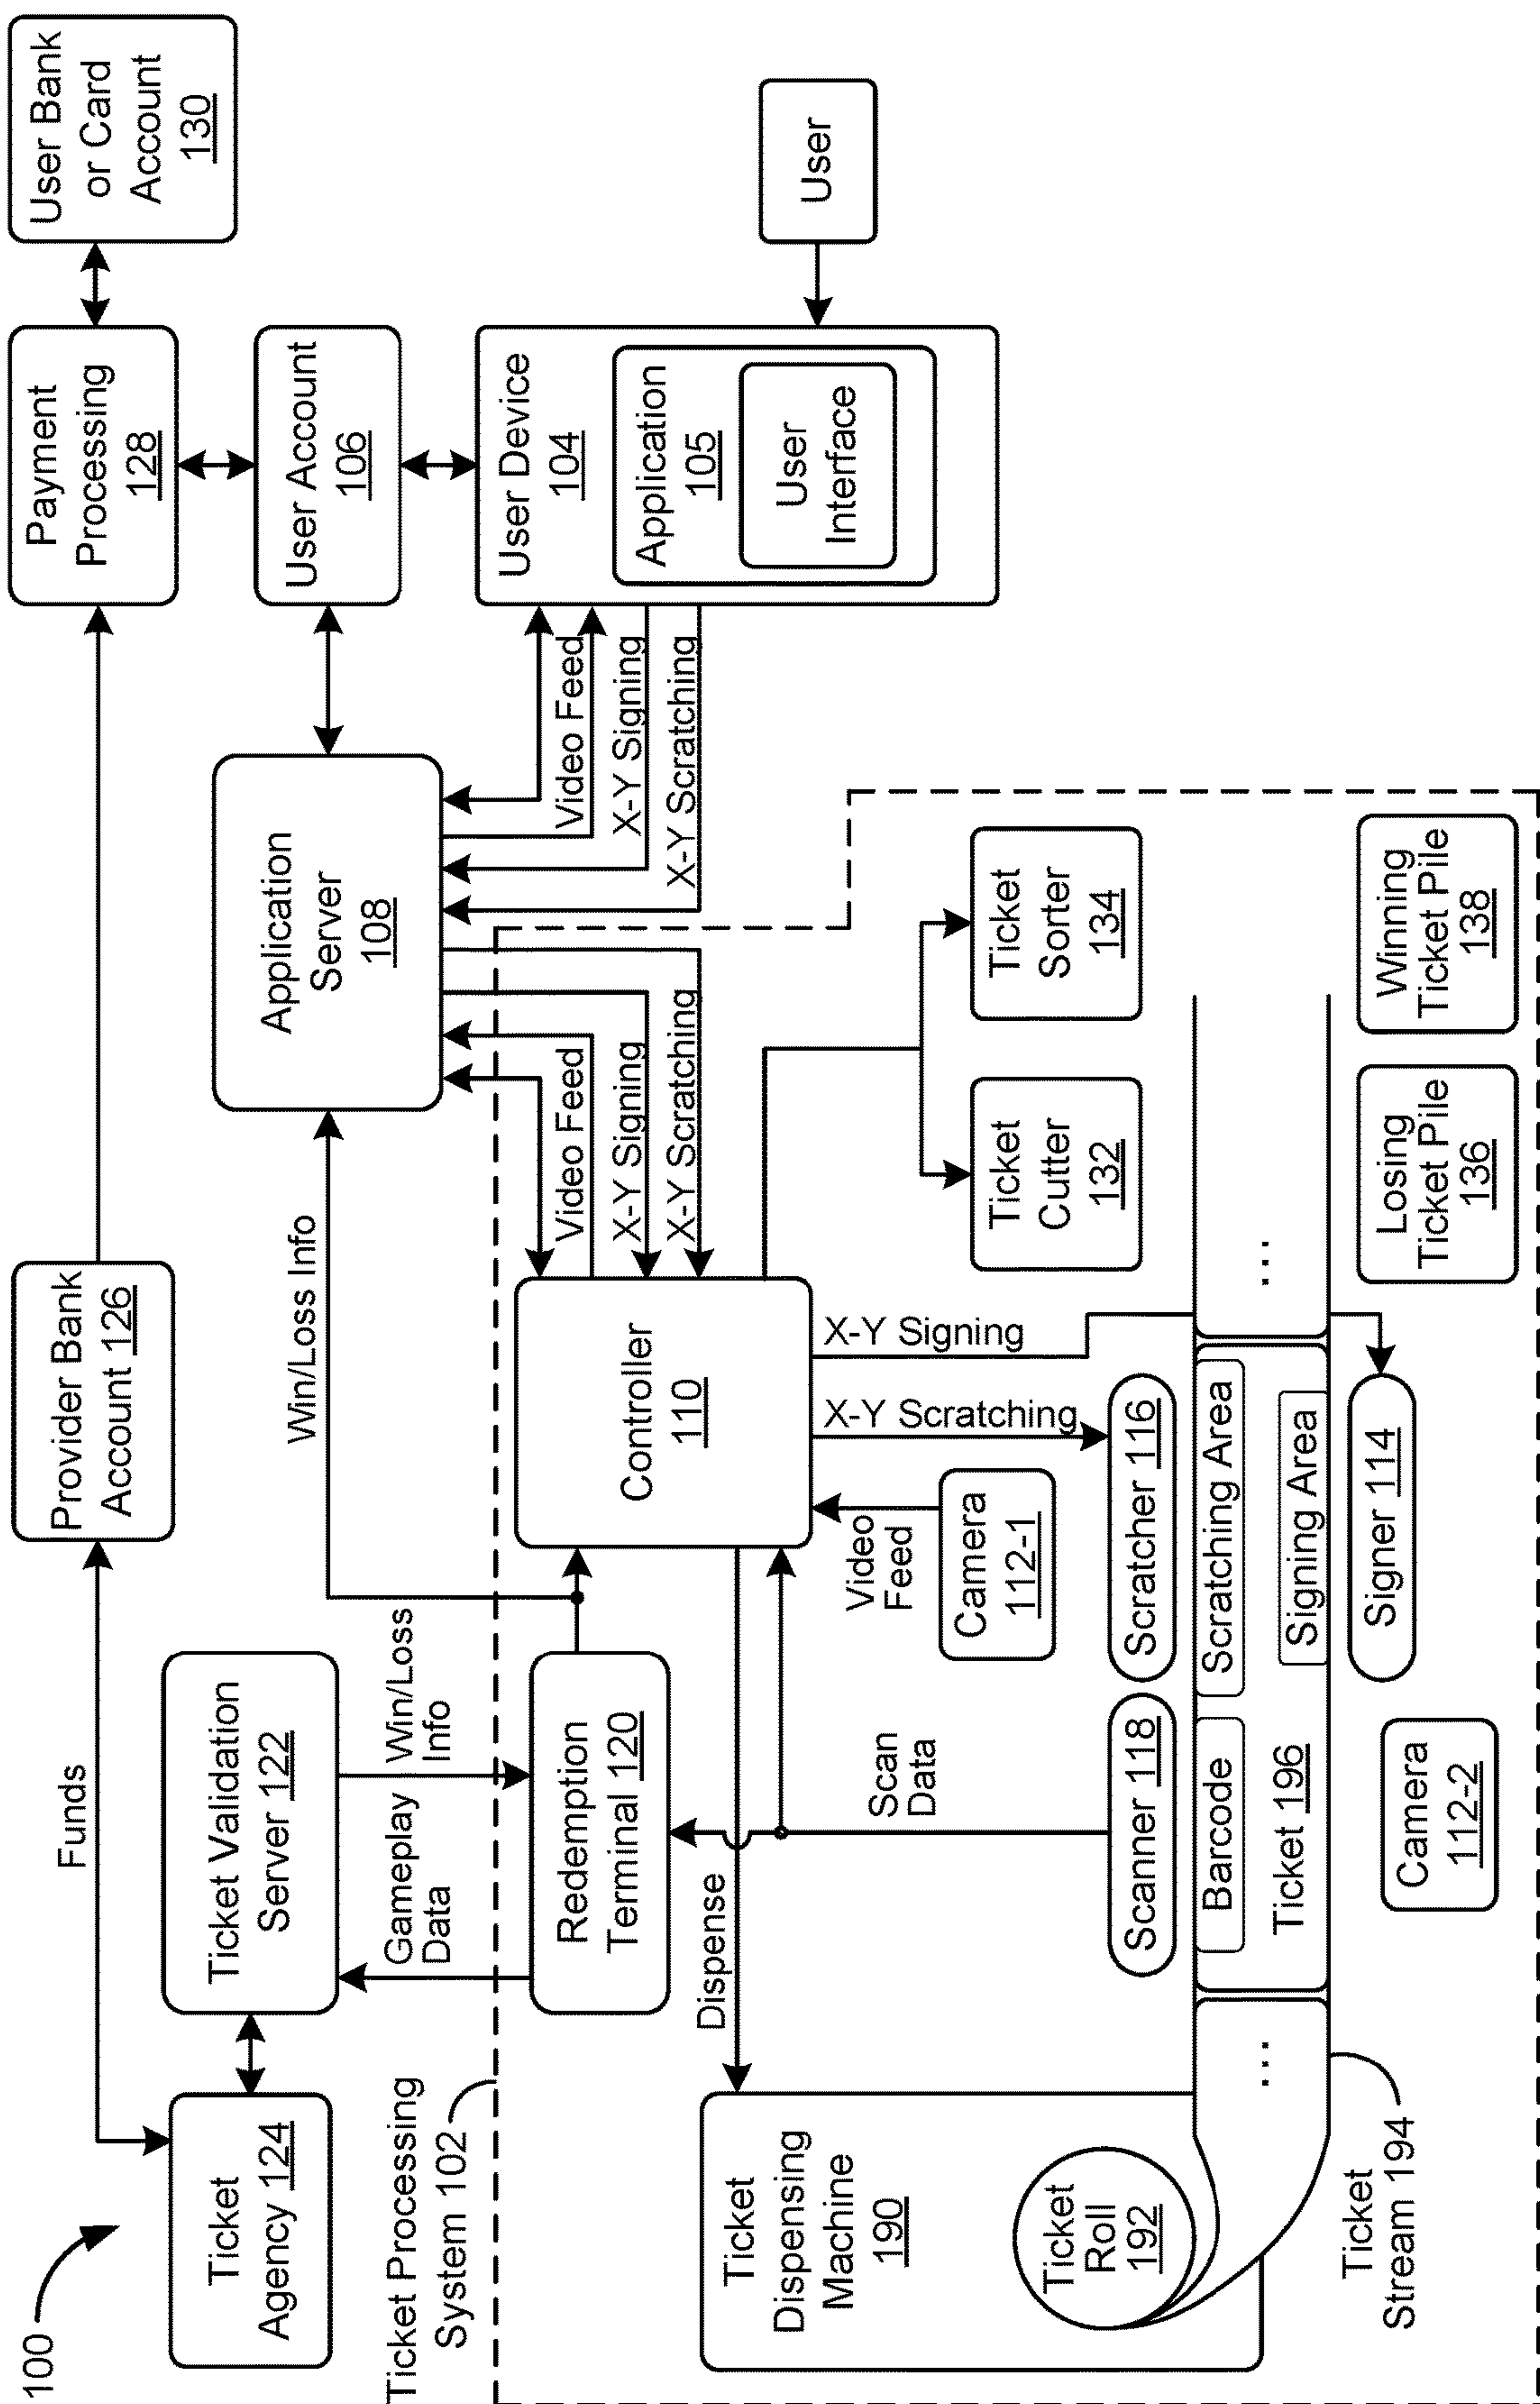 100
Ticket
Agency 124
Funds
Provider Bank
Account 126
Payment
Processing
128
User Bank
or Card
Account
130
Ticket Validation
Server 122
Win/Loss Info
Application
Server
108
User Account
106
Gameplay
Data
Win/Loss
Info
Ticket Processing
System 102
Redemption
Terminal 120
Controller
110
Video Feed
X-Y Signing
X-Y Scratching
Video Feed
X-Y Signing
X-Y Scratching
User Device
104
Application
105
User
Interface
User
Dispense
Scan
Data
Video
Feed
Camera
112-1
X-Y Signing
X-Y Scratching
Ticket
Cutter
132
Ticket
Sorter
134
Ticket
Dispensing
Machine
190
Ticket
Roll
192
Scanner 118
Scratcher 116
Barcode
Scratching Area
Ticket 196
Signing Area
...
...
Ticket
Stream 194
Camera
112-2
Signer 114
Losing
Ticket Pile
136
Winning
Ticket Pile
138